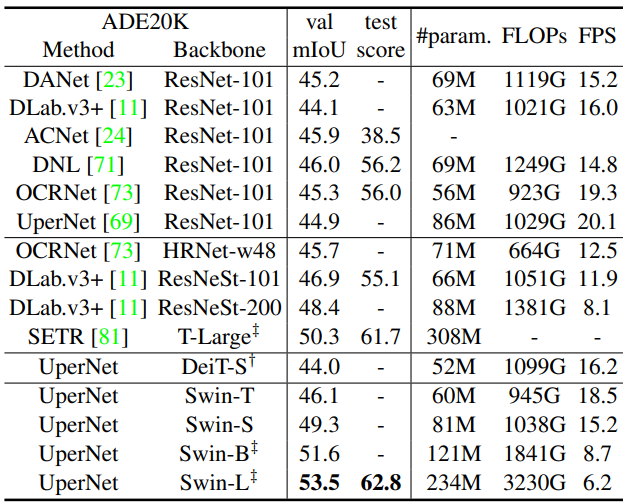 ADE20K val test #param. FLOPs FPS
Method Backbone mIoU score
DANet [23] ResNet-101 45.2 - 69M 1119G 15.2
DLab.v3+ [11] ResNet-101 44.1 - 63M 1021G 16.0
ACNet [24] ResNet-101 45.9 38.5 -
DNL [71] ResNet-101 46.0 56.2 69M 1249G 14.8
OCRNet [73] ResNet-101 45.3 56.0 56M 923G 19.3
UperNet [69] ResNet-101 44.9 - 86M 1029G 20.1
OCRNet [73] HRNet-w48 45.7 - 71M 664G 12.5
DLab.v3+ [11] ResNeSt-101 46.9 55.1 66M 1051G 11.9
DLab.v3+ [11] ResNeSt-200 48.4 - 88M 1381G 8.1
SETR [81] T-Large‡ 50.3 61.7 308M - -
UperNet DeiT-S† 44.0 - 52M 1099G 16.2
UperNet Swin-T 46.1 - 60M 945G 18.5
UperNet Swin-S 49.3 - 81M 1038G 15.2
UperNet Swin-B‡ 51.6 - 121M 1841G 8.7
UperNet Swin-L‡ 53.5 62.8 234M 3230G 6.2